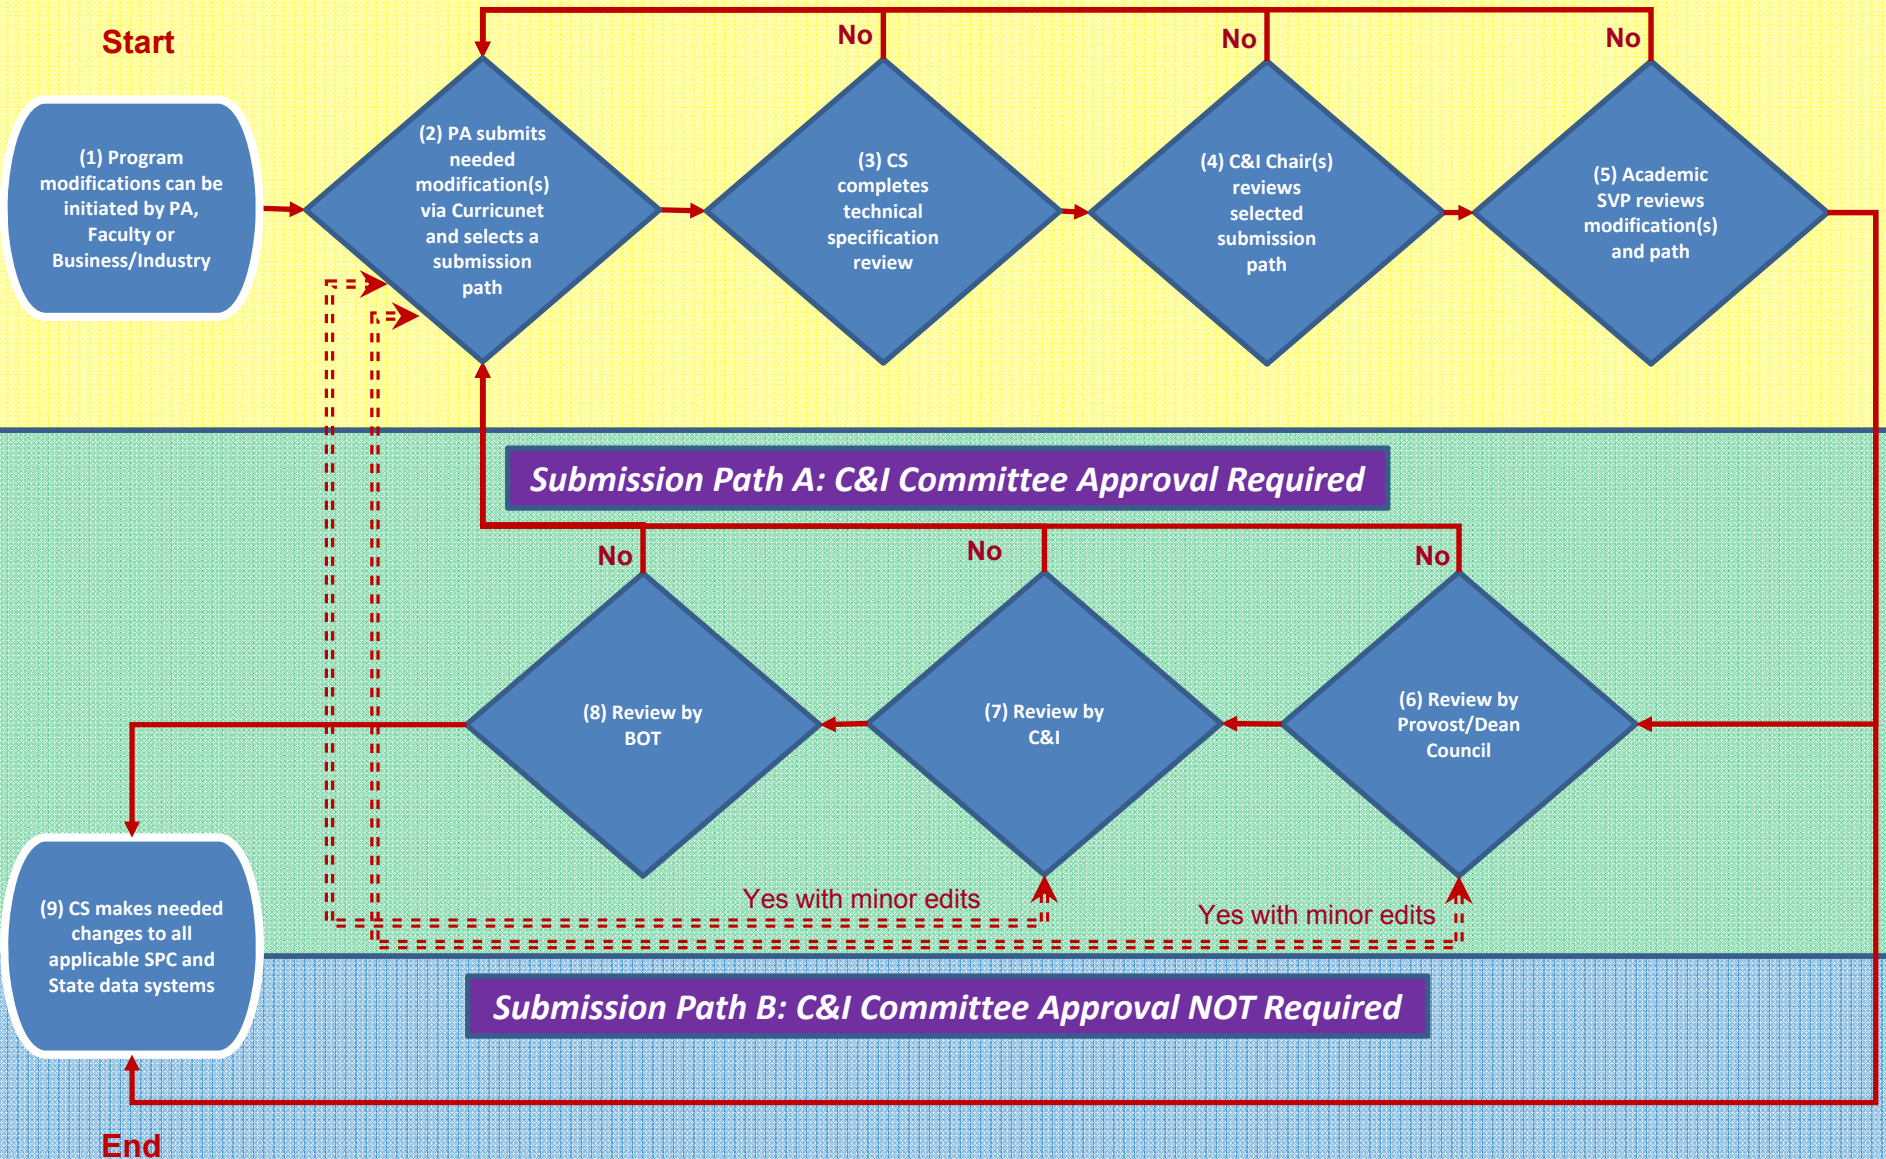 Start
No
No
No
(1) Program
modifications can be
initiated by PA,
Faculty or
Business/Industry
(2) PA submits
needed
modification(s)
via Curricunet
and selects a
submission
path
(3) CS
completes
technical
specification
review
(4) C&I Chair(s)
reviews
selected
submission
path
(5) Academic
SVP reviews
modification(s)
and path
Submission Path A: C&I Committee Approval Required
No
No
No
(8) Review by
BOT
(7) Review by
C&I
(6) Review by
Provost/Dean
Council
Yes with minor edits
Yes with minor edits
(9) CS makes needed
changes to all
applicable SPC and
State data systems
Submission Path B: C&I Committee Approval NOT Required
End